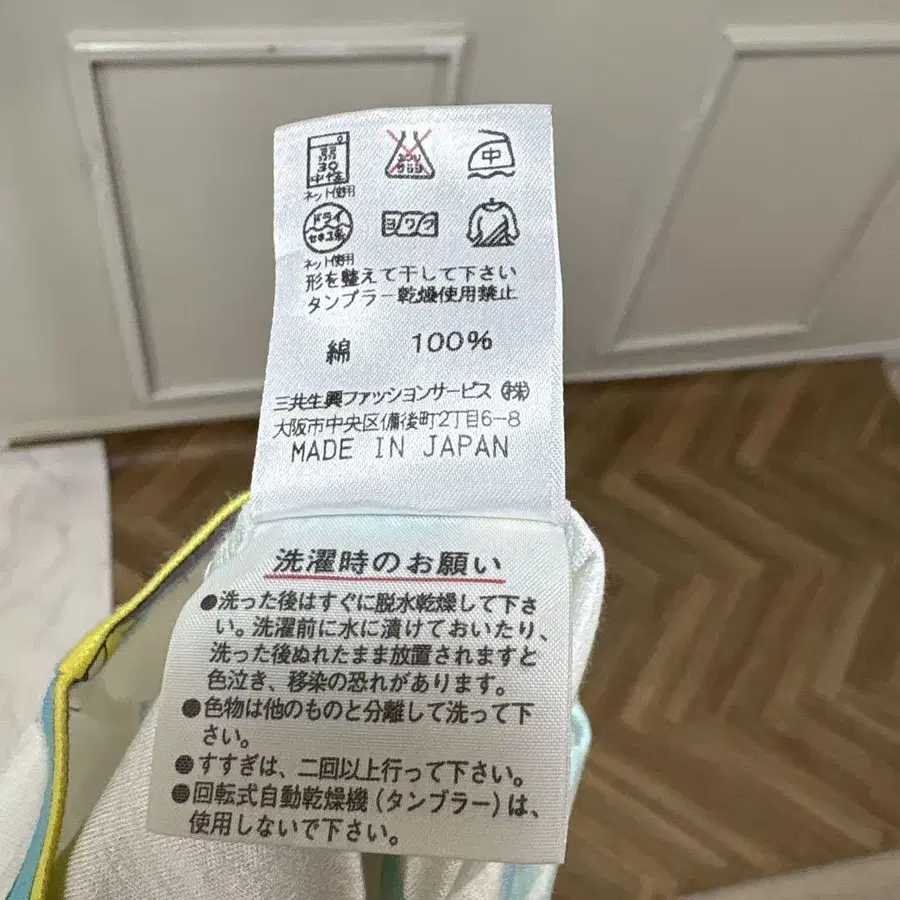 弱
30
中性
ネット使用
エンソ
サラシ
中
ドライ
セキユ系
ネット使用
ヨワク
形を整えて干して下さい
タンブラー乾燥使用禁止
綿 100%
三共生興ファッションサービス ㈱
大阪市中央区備後町2丁目6-8
MADE IN JAPAN
洗濯時のお願い
●洗った後はすぐに脱水乾燥して下さ
い。洗濯前に水に漬けておいたり、
洗った後ぬれたまま放置されますと
色泣き、移染の恐れがあります。
●色物は他のものと分離して洗って下
さい。
●すすぎは、二回以上行って下さい。
●回転式自動乾燥機(タンブラー)は、
使用しないで下さい。